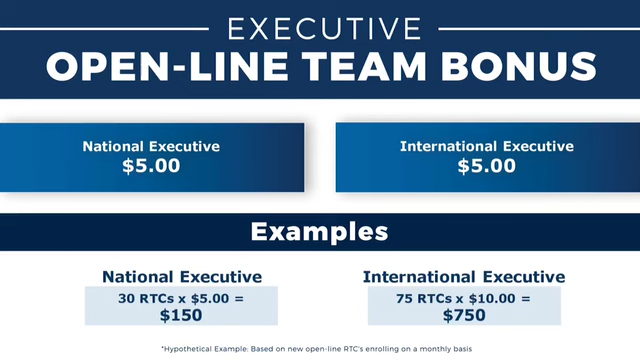 EXECUTIVE
OPEN-LINE TEAM BONUS
National Executive
$5.00
International Executive
$5.00
Examples
National Executive
30 RTCs x $5.00 =
$150
International Executive
75 RTCs x $10.00 =
$750
*Hypothetical Example: Based on new open-line RTC's enrolling on a monthly basis